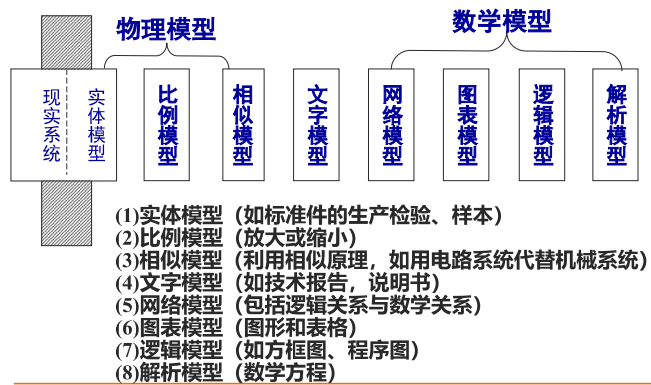 物理模型
数学模型
现实系统
实体模型
比例模型
相似模型
文字模型
网络模型
图表模型
逻辑模型
解析模型
(1)实体模型（如标准件的生产检验、样本）
(2)比例模型（放大或缩小）
(3)相似模型（利用相似原理，如用电路系统代替机械系统）
(4)文字模型（如技术报告，说明书）
(5)网络模型（包括逻辑关系与数学关系）
(6)图表模型（图形和表格）
(7)逻辑模型（如方框图、程序图）
(8)解析模型（数学方程）